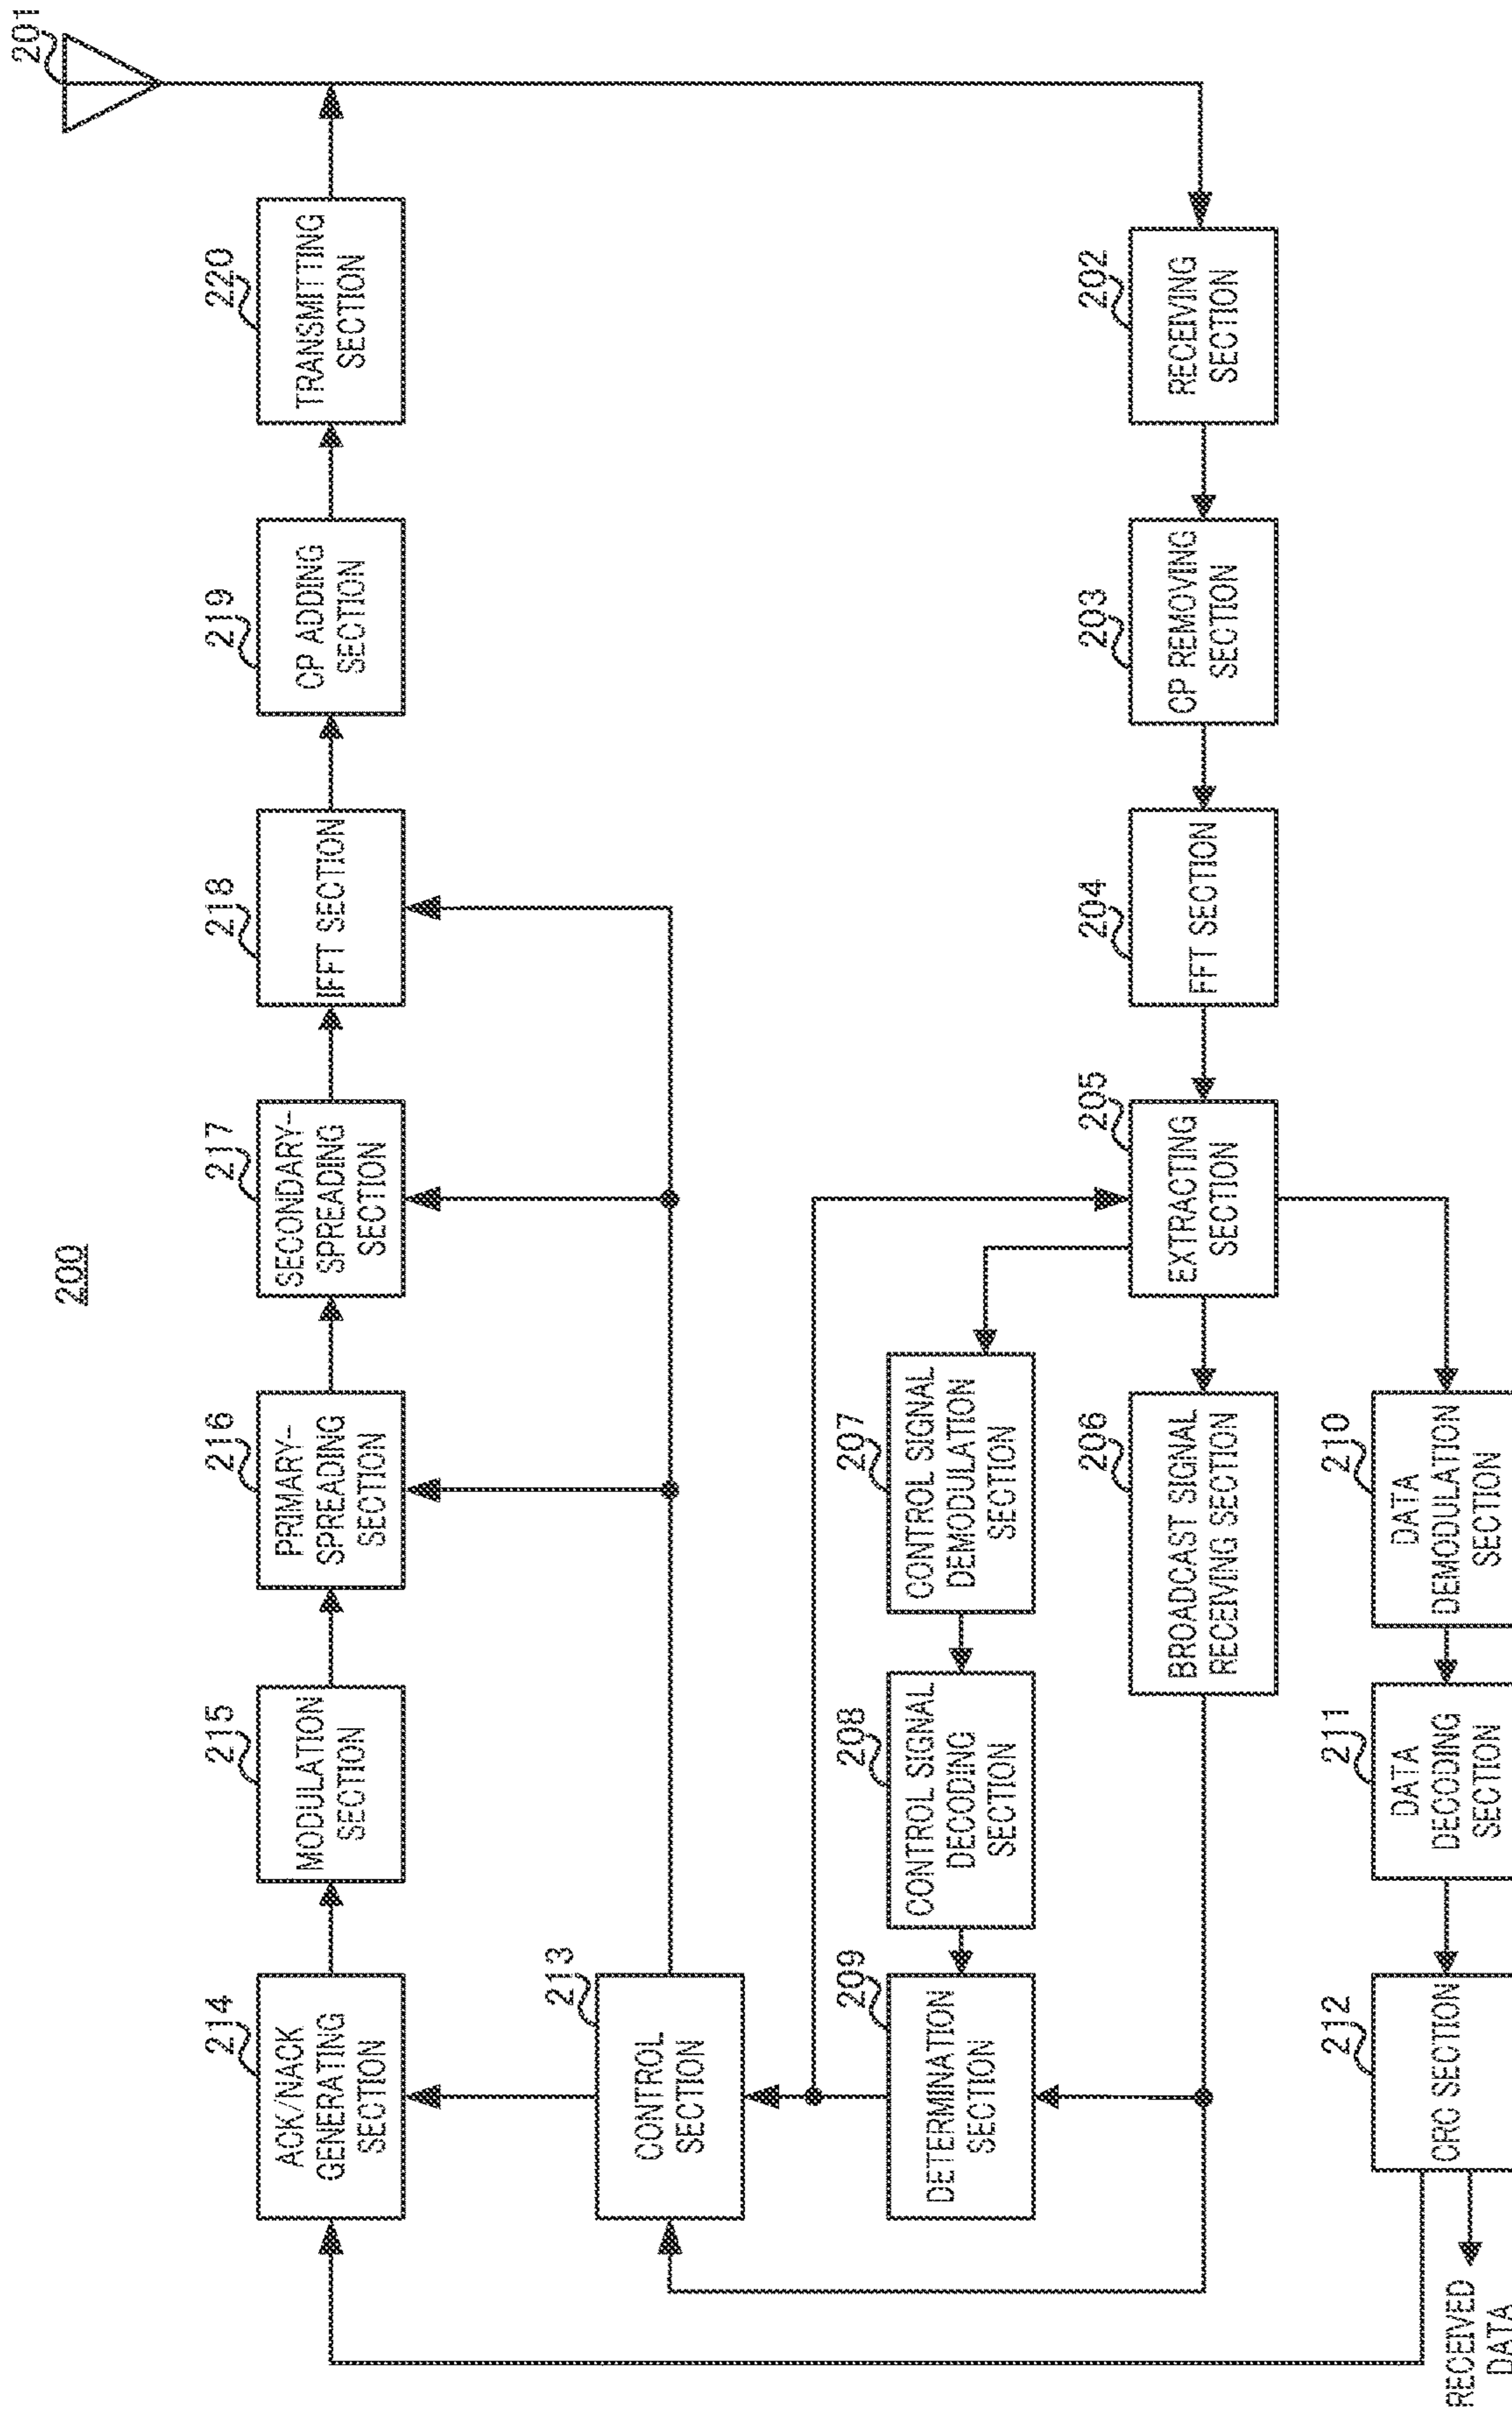 200
201
214
ACK/NACK
GENERATING
SECTION
215
MODULATION
SECTION
216
PRIMARY-
SPREADING
SECTION
217
SECONDARY-
SPREADING
SECTION
218
IFFT SECTION
219
CP ADDING
SECTION
220
TRANSMITTING
SECTION
213
CONTROL
SECTION
209
DETERMINATION
SECTION
208
CONTROL SIGNAL
DECODING
SECTION
207
CONTROL SIGNAL
DEMODULATION
SECTION
206
BROADCAST SIGNAL
RECEIVING SECTION
205
EXTRACTING
SECTION
204
FFT SECTION
203
CP REMOVING
SECTION
202
RECEIVING
SECTION
212
CRC SECTION
211
DATA
DECODING
SECTION
210
DATA
DEMODULATION
SECTION
RECEIVED
DATA